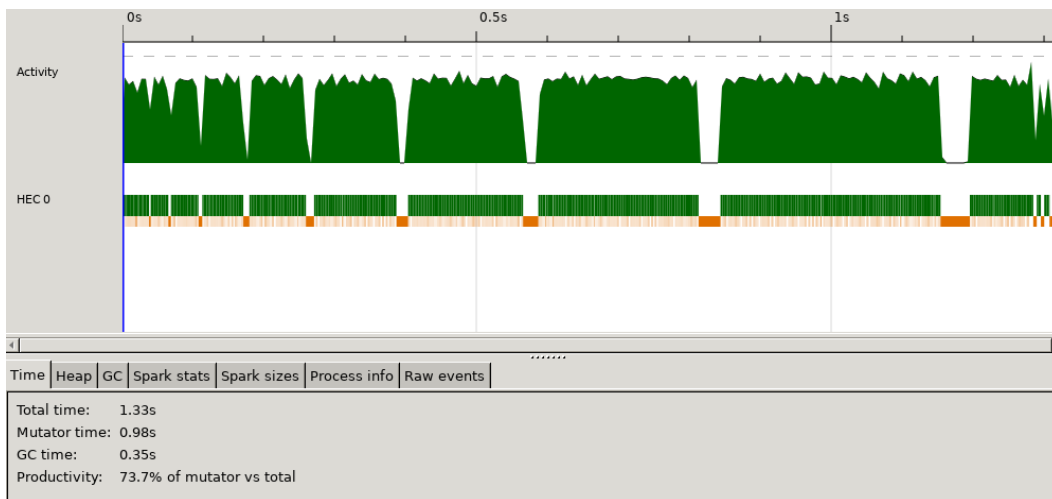 0s 0.5s 1s
Activity
HEC 0
Time Heap GC Spark stats Spark sizes Process info Raw events
Total time: 1.33s
Mutator time: 0.98s
GC time: 0.35s
Productivity: 73.7% of mutator vs total